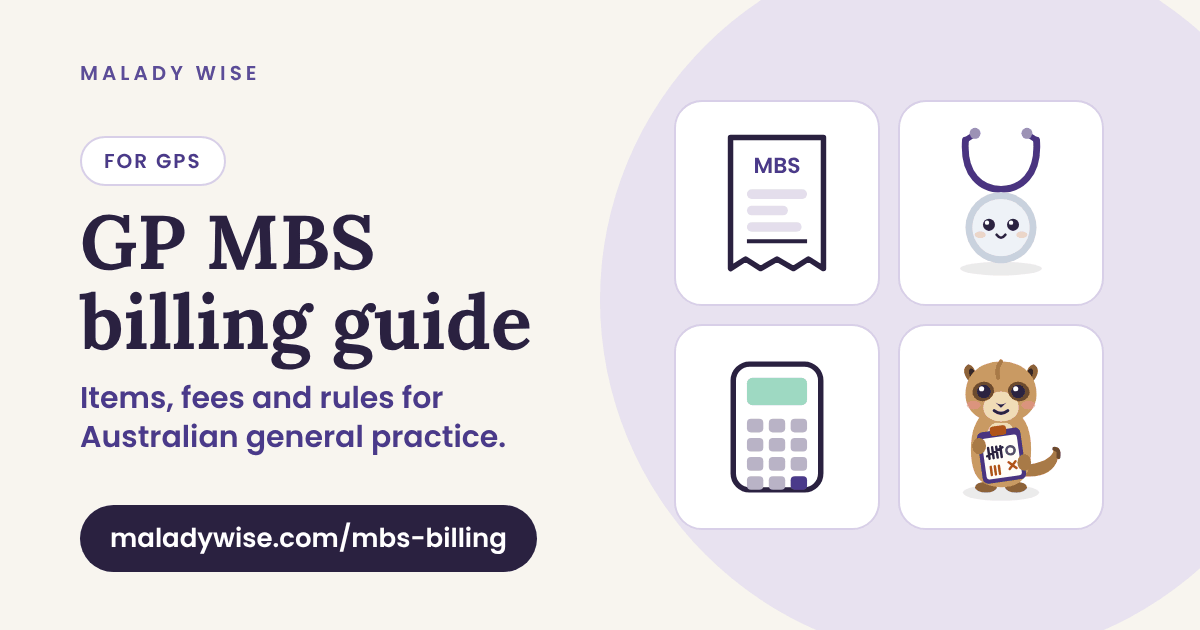 MALADY WISE
FOR GPS
GP MBS
billing guide
Items, fees and rules for
Australian general practice.
maladywise.com/mbs-billing
MBS